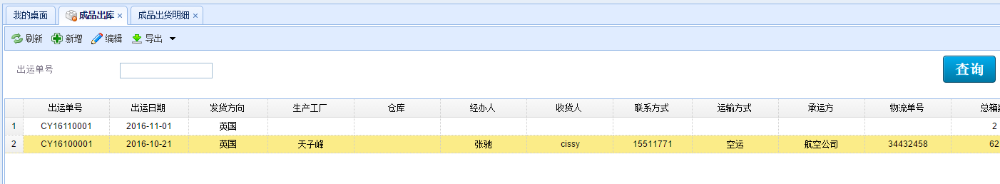 我的桌面 成品出库 × 成品出货明细 ×
刷新 新增 编辑 导出
出运单号 查询
出运单号 出运日期 发货方向 生产工厂 仓库 经办人 收货人 联系方式 运输方式 承运方 物流单号 总箱
1 CY16110001 2016-11-01 英国 2
2 CY16100001 2016-10-21 英国 天子峰 张驰 cissy 15511771 空运 航空公司 34432458 62